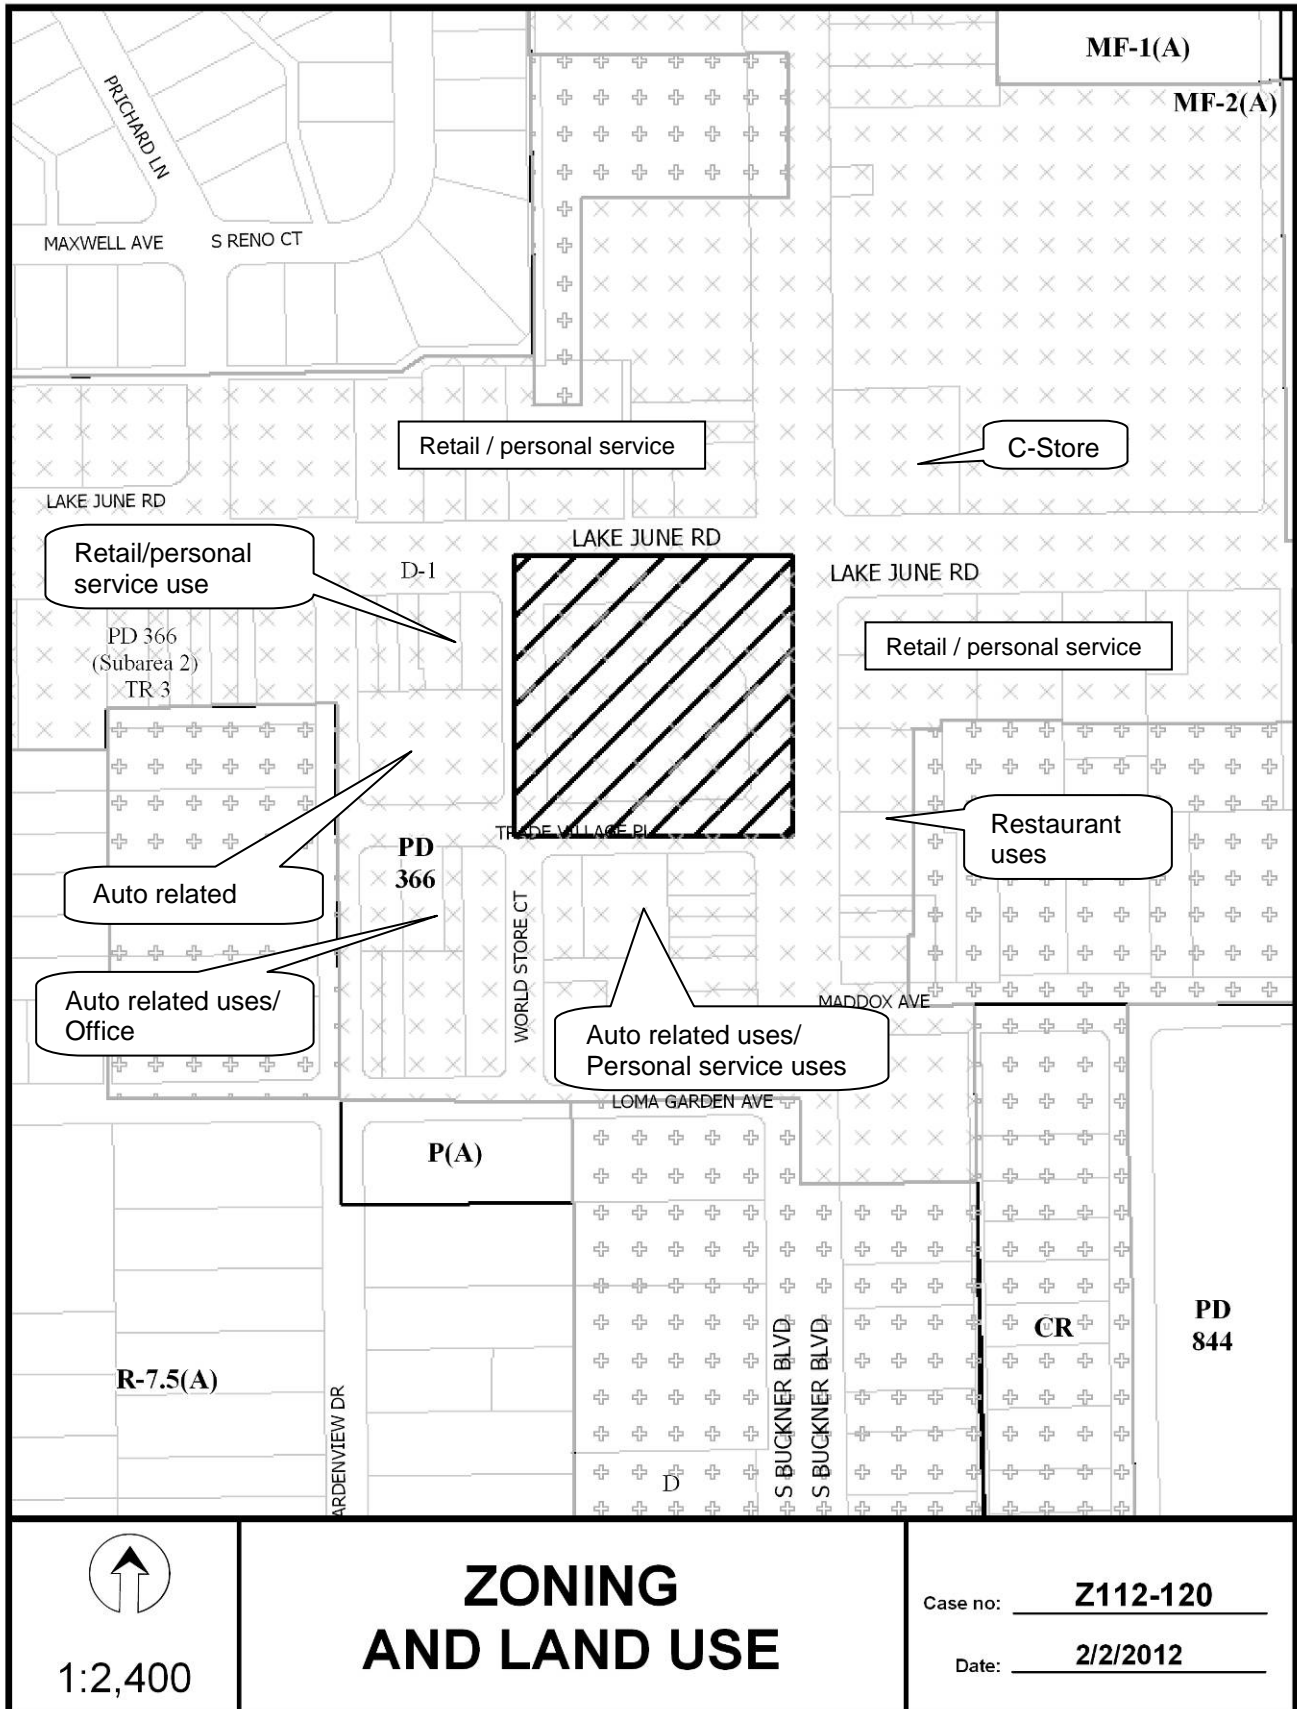 MF-1(A)
MF-2(A)
PRICHARD LN
MAXWELL AVE
S RENO CT
Retail / personal service
C-Store
LAKE JUNE RD
LAKE JUNE RD
LAKE JUNE RD
Retail/personal
service use
D-1
PD 366
(Subarea 2)
TR 3
Retail / personal service
TRADE VILLAGE PL
Restaurant
uses
PD
366
Auto related
WORLD STORE CT
Auto related uses/
Office
MADDOX AVE
Auto related uses/
Personal service uses
LOMA GARDEN AVE
P(A)
PD
844
CR
R-7.5(A)
ARDENVIEW DR
S BUCKNER BLVD
S BUCKNER BLVD
D
1:2,400
ZONING
AND LAND USE
Case no: Z112-120
Date: 2/2/2012